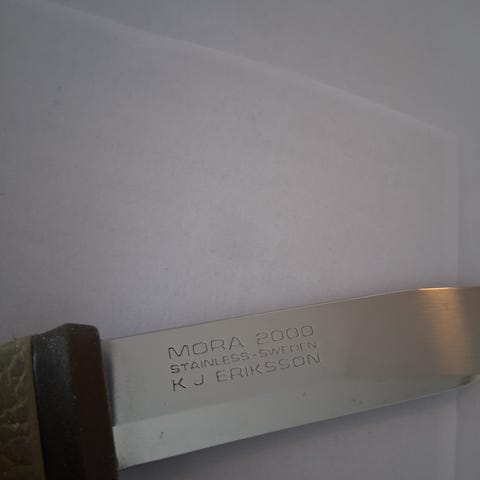 MORA 2000
STAINLESS-SWEDEN
K J ERIKSSON